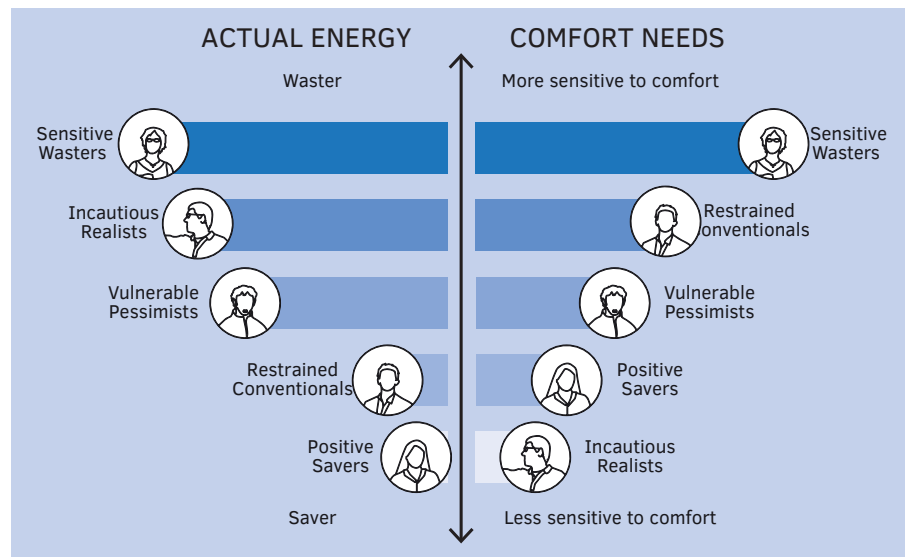 ACTUAL ENERGY
COMFORT NEEDS
Waster
More sensitive to comfort
Sensitive
Wasters
Sensitive
Wasters
Incautious
Realists
Restrained
onventionals
Vulnerable
Pessimists
Vulnerable
Pessimists
Restrained
Conventionals
Positive
Savers
Positive
Savers
Incautious
Realists
Saver
Less sensitive to comfort